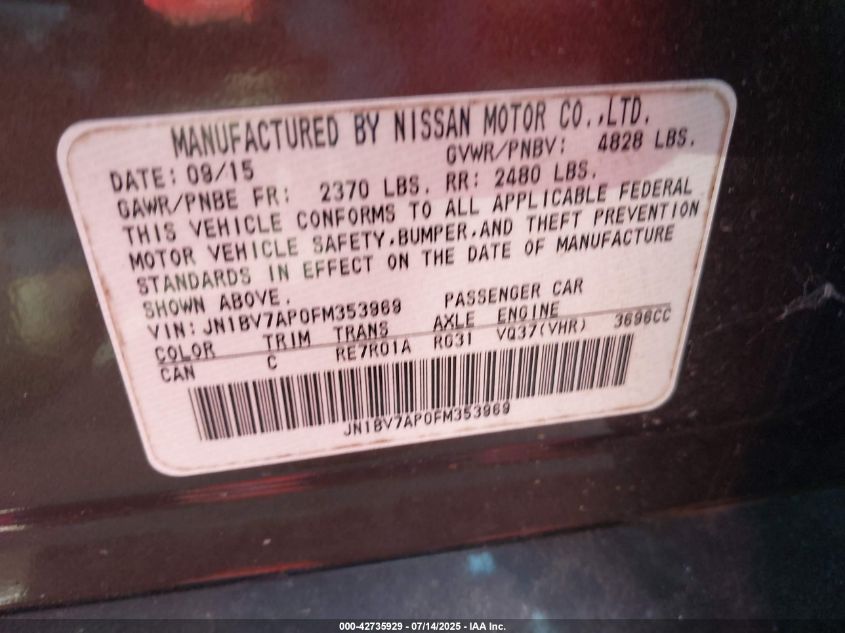 MANUFACTURED BY NISSAN MOTOR CO.,LTD.
DATE: 09/15 GVWR/PNBV: 4828 LBS.
GAWR/PNBE FR: 2370 LBS. RR: 2480 LBS.
THIS VEHICLE CONFORMS TO ALL APPLICABLE FEDERAL
MOTOR VEHICLE SAFETY,BUMPER,AND THEFT PREVENTION
STANDARDS IN EFFECT ON THE DATE OF MANUFACTURE
SHOWN ABOVE.
VIN: JN1BV7AP0FM353969 PASSENGER CAR
COLOR TRIM TRANS AXLE ENGINE
CAN C RE7R01A RG31 VQ37(VHR) 3696CC
JN1BV7AP0FM353969
000-42735929 - 07/14/2025 - IAA Inc.